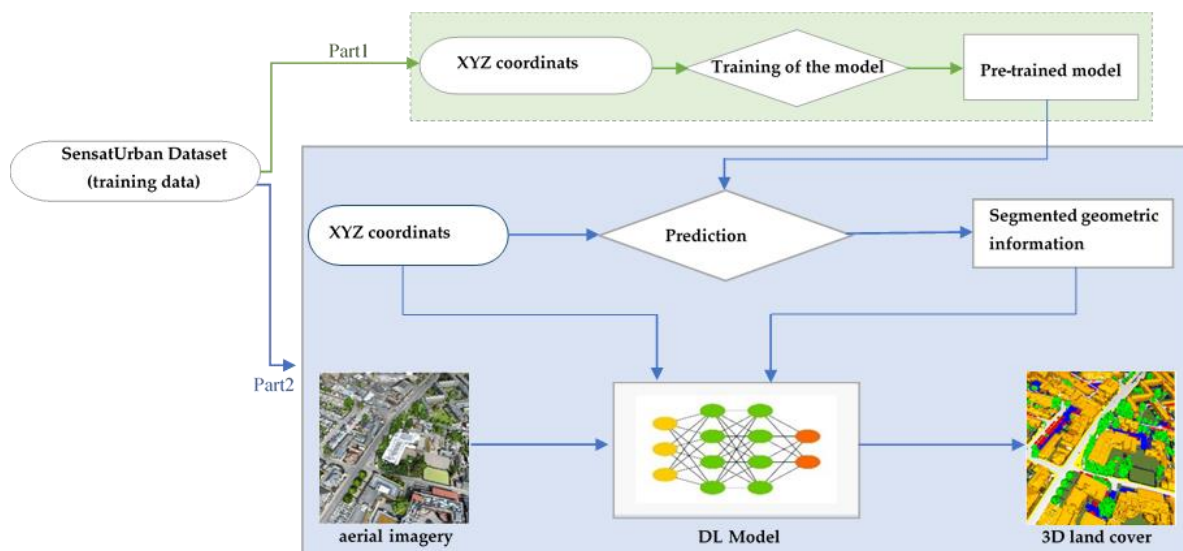 Part1
XYZ coordinats
Training of the model
Pre-trained model
SensatUrban Dataset
(training data)
XYZ coordinats
Prediction
Segmented geometric
information
Part2
aerial imagery
DL Model
3D land cover